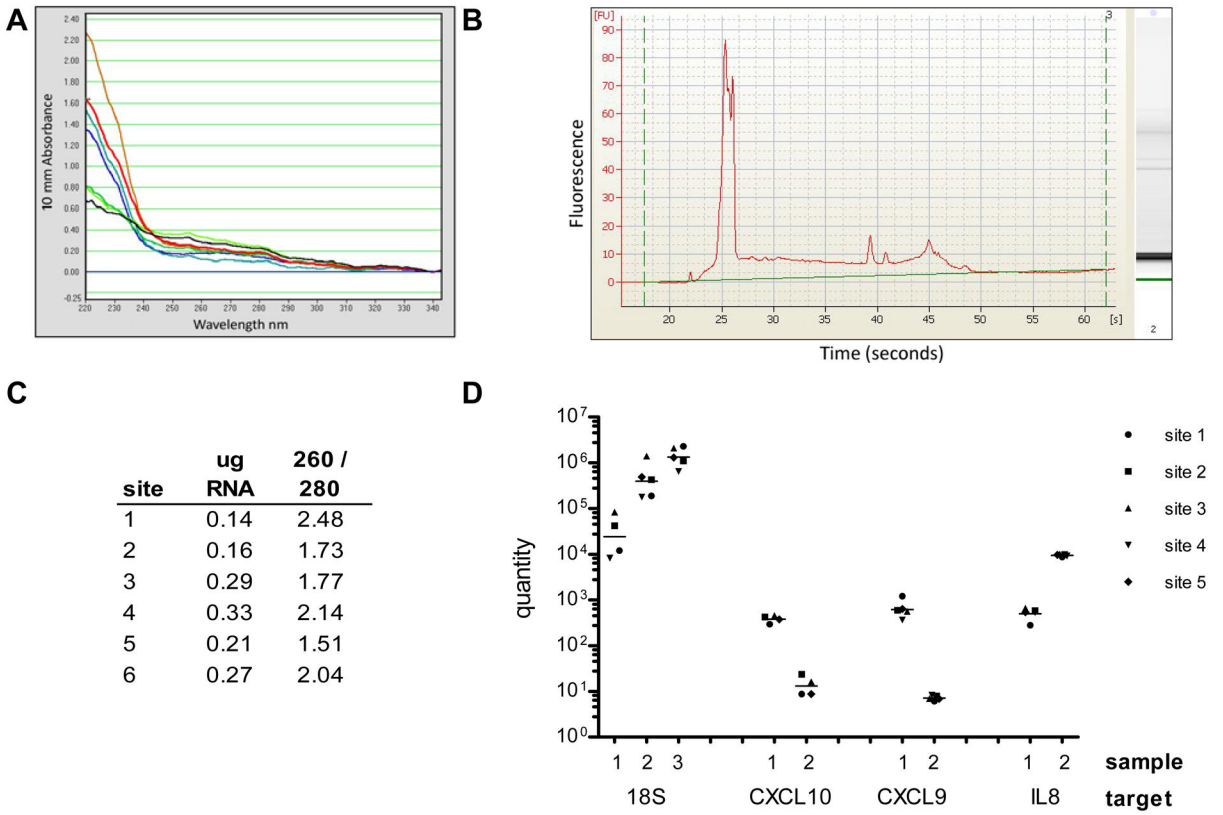 A
2.40
2.20
2.00
1.80
1.60
1.40
1.20
1.00
0.80
0.60
0.40
0.20
0.00
-0.25
10 mm Absorbance
220 230 240 250 260 270 280 290 300 310 320 330 340
Wavelength nm
B
[FU]
3
90
80
70
60
50
40
30
20
10
0
Fluorescence
20 25 30 35 40 45 50 55 60 [s]
2
Time (seconds)
C
ug 260 /
site RNA 280
1 0.14 2.48
2 0.16 1.73
3 0.29 1.77
4 0.33 2.14
5 0.21 1.51
6 0.27 2.04
D
10⁷
10⁶
10⁵
10⁴
10³
10²
10¹
10⁰
quantity
site 1
site 2
site 3
site 4
site 5
1 2 3 1 2 1 2 1 2 sample
18S CXCL10 CXCL9 IL8 target